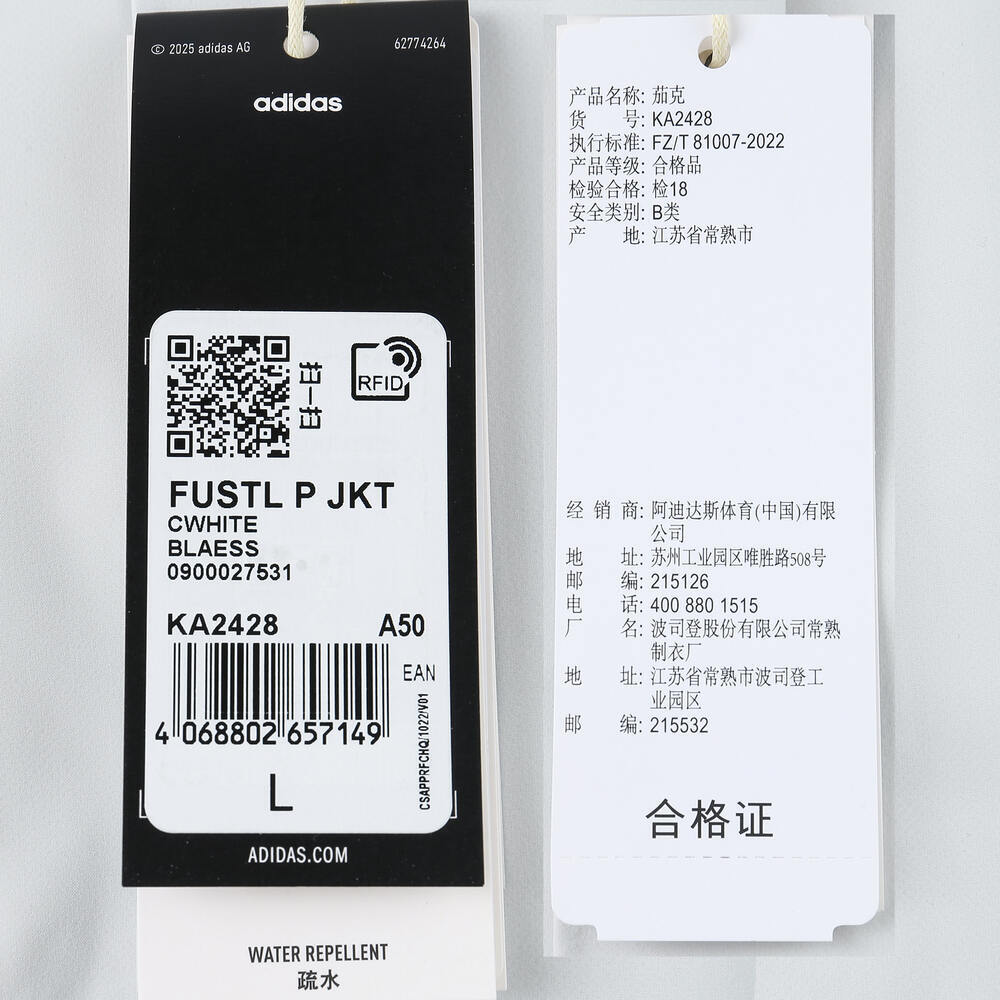 © 2025 adidas AG
62774264
adidas
扫一扫
RFID
FUSTL P JKT
CWHITE
BLAESS
0900027531
KA2428 A50
EAN
4 068802 657149
CSAPPRFCHQ/1022/V01
L
ADIDAS.COM
WATER REPELLENT
疏水
产品名称: 茄克
货 号: KA2428
执行标准: FZ/T 81007-2022
产品等级: 合格品
检验合格: 检18
安全类别: B类
产 地: 江苏省常熟市
经 销 商: 阿迪达斯体育(中国)有限
公司
地 址: 苏州工业园区唯胜路508号
邮 编: 215126
电 话: 400 880 1515
厂 名: 波司登股份有限公司常熟
制衣厂
地 址: 江苏省常熟市波司登工
业园区
邮 编: 215532
合格证